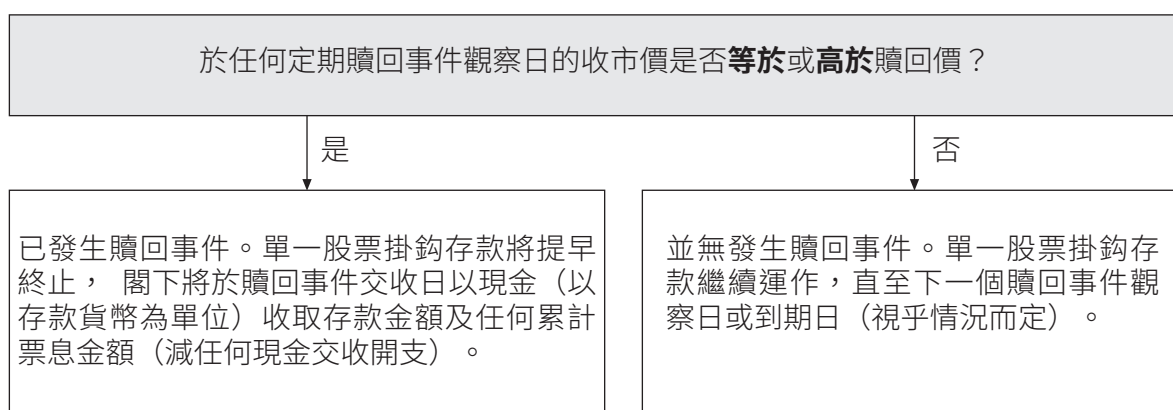 於任何定期贖回事件觀察日的收市價是否等於或高於贖回價？
是
否
已發生贖回事件。單一股票掛鈎存款將提早
終止， 閣下將於贖回事件交收日以現金（以
存款貨幣為單位）收取存款金額及任何累計
票息金額（減任何現金交收開支）。
並無發生贖回事件。單一股票掛鈎存
款繼續運作，直至下一個贖回事件觀
察日或到期日（視乎情況而定）。